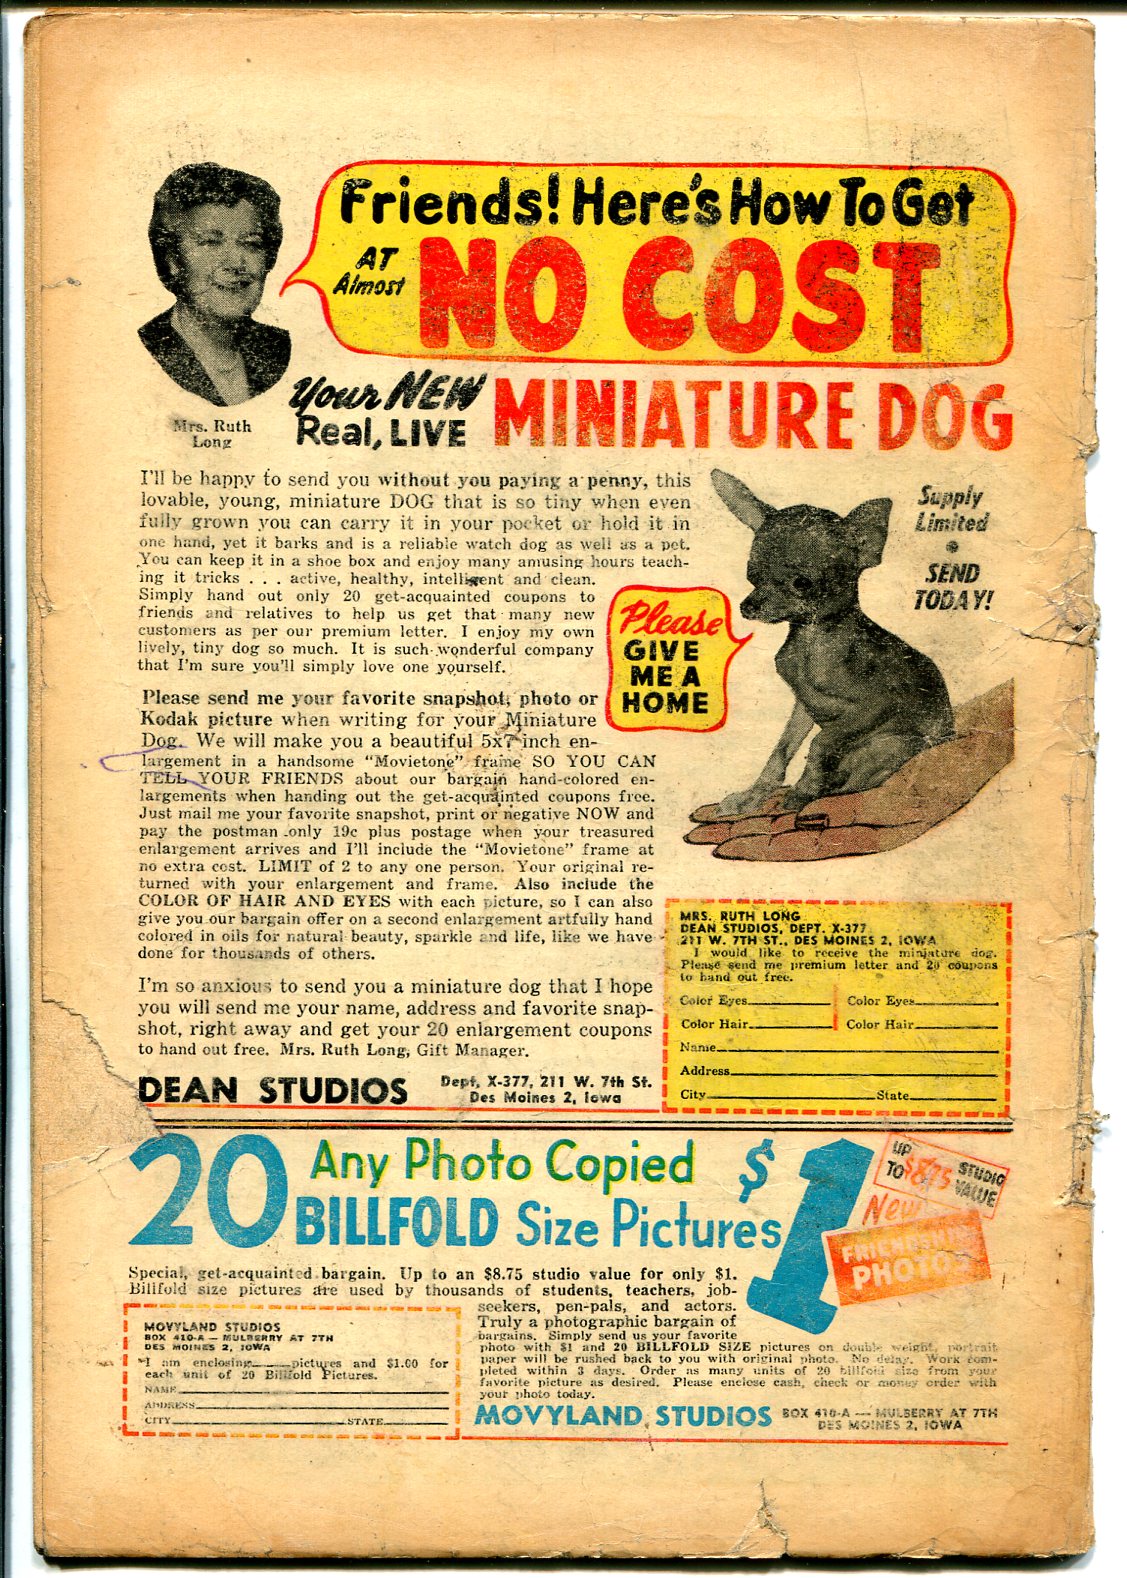 Friends! Here's How To Get
AT
Almost
NO COST
Your NEW
Real, LIVE
MINIATURE DOG
Mrs. Ruth
Long
I'll be happy to send you without you paying a penny, this
lovable, young, miniature DOG that is so tiny when even
fully grown you can carry it in your pocket or hold it in
one hand, yet it barks and is a reliable watch dog as well as a pet.
You can keep it in a shoe box and enjoy many amusing hours teach-
ing it tricks . . . active, healthy, intelligent and clean.
Simply hand out only 20 get-acquainted coupons to
friends and relatives to help us get that many new
customers as per our premium letter. I enjoy my own
lively, tiny dog so much. It is such wonderful company
that I'm sure you'll simply love one yourself.
Supply
Limited
•
SEND
TODAY!
Please
GIVE
ME A
HOME
Please send me your favorite snapshot, photo or
Kodak picture when writing for your Miniature
Dog. We will make you a beautiful 5x7 inch en-
largement in a handsome "Movietone" frame SO YOU CAN
TELL YOUR FRIENDS about our bargain hand-colored en-
largements when handing out the get-acquainted coupons free.
Just mail me your favorite snapshot, print or negative NOW and
pay the postman only 19c plus postage when your treasured
enlargement arrives and I'll include the "Movietone" frame at
no extra cost. LIMIT of 2 to any one person. Your original re-
turned with your enlargement and frame. Also include the
COLOR OF HAIR AND EYES with each picture, so I can also
give you our bargain offer on a second enlargement artfully hand
colored in oils for natural beauty, sparkle and life, like we have
done for thousands of others.
I'm so anxious to send you a miniature dog that I hope
you will send me your name, address and favorite snap-
shot, right away and get your 20 enlargement coupons
to hand out free. Mrs. Ruth Long, Gift Manager.
DEAN STUDIOS
Dept. X-377, 211 W. 7th St.
Des Moines 2, Iowa
MRS. RUTH LONG
DEAN STUDIOS, DEPT. X-377
211 W. 7TH ST., DES MOINES 2, IOWA
I would like to receive the miniature dog.
Please send me premium letter and 20 coupons
to hand out free.
Color Eyes Color Eyes
Color Hair Color Hair
Name
Address
City State
20 Any Photo Copied
BILLFOLD Size Pictures
$1
UP
TO $8.75 STUDIO
VALUE
New
FRIENDSHIP
PHOTOS
Special, get-acquainted bargain. Up to an $8.75 studio value for only $1.
Billfold size pictures are used by thousands of students, teachers, job-
seekers, pen-pals, and actors.
Truly a photographic bargain of
bargains. Simply send us your favorite
photo with $1 and 20 BILLFOLD SIZE pictures on double weight, portrait
paper will be rushed back to you with original photo. No delay. Work com-
pleted within 3 days. Order as many units of 20 billfold size from your
favorite picture as desired. Please enclose cash, check or money order with
your photo today.
MOVYLAND STUDIOS
BOX 410-A — MULBERRY AT 7TH
DES MOINES 2, IOWA
MOVYLAND STUDIOS
BOX 410-A — MULBERRY AT 7TH
DES MOINES 2, IOWA
I am enclosing pictures and $1.00 for
each unit of 20 Billfold Pictures.
NAME
ADDRESS
CITY STATE